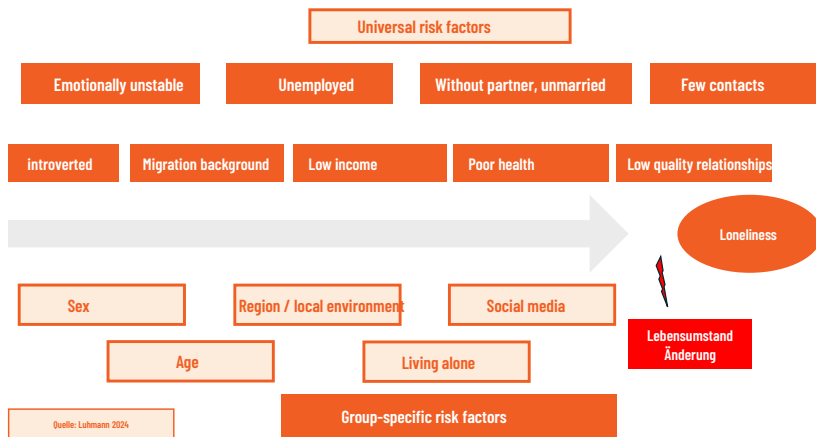 Universal risk factors
Emotionally unstable
Unemployed
Without partner, unmarried
Few contacts
introverted
Migration background
Low income
Poor health
Low quality relationships
Loneliness
Sex
Region / local environment
Social media
Lebensumstand
Änderung
Age
Living alone
Group-specific risk factors
Quelle: Luhmann 2024